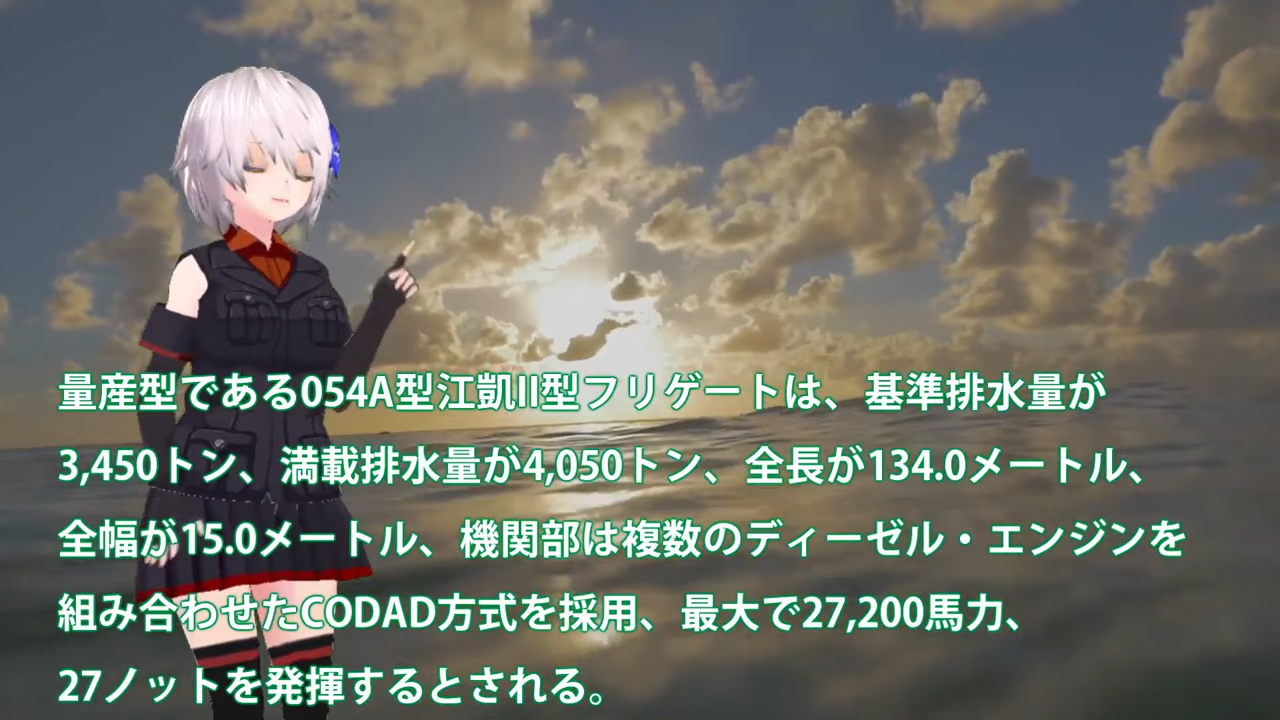 量産型である054A型江凱II型フリゲートは、基準排水量が
3,450トン、満載排水量が4,050トン、全長が134.0メートル、
全幅が15.0メートル、機関部は複数のディーゼル・エンジンを
組み合わせたCODAD方式を採用、最大で27,200馬力、
27ノットを発揮するとされる。